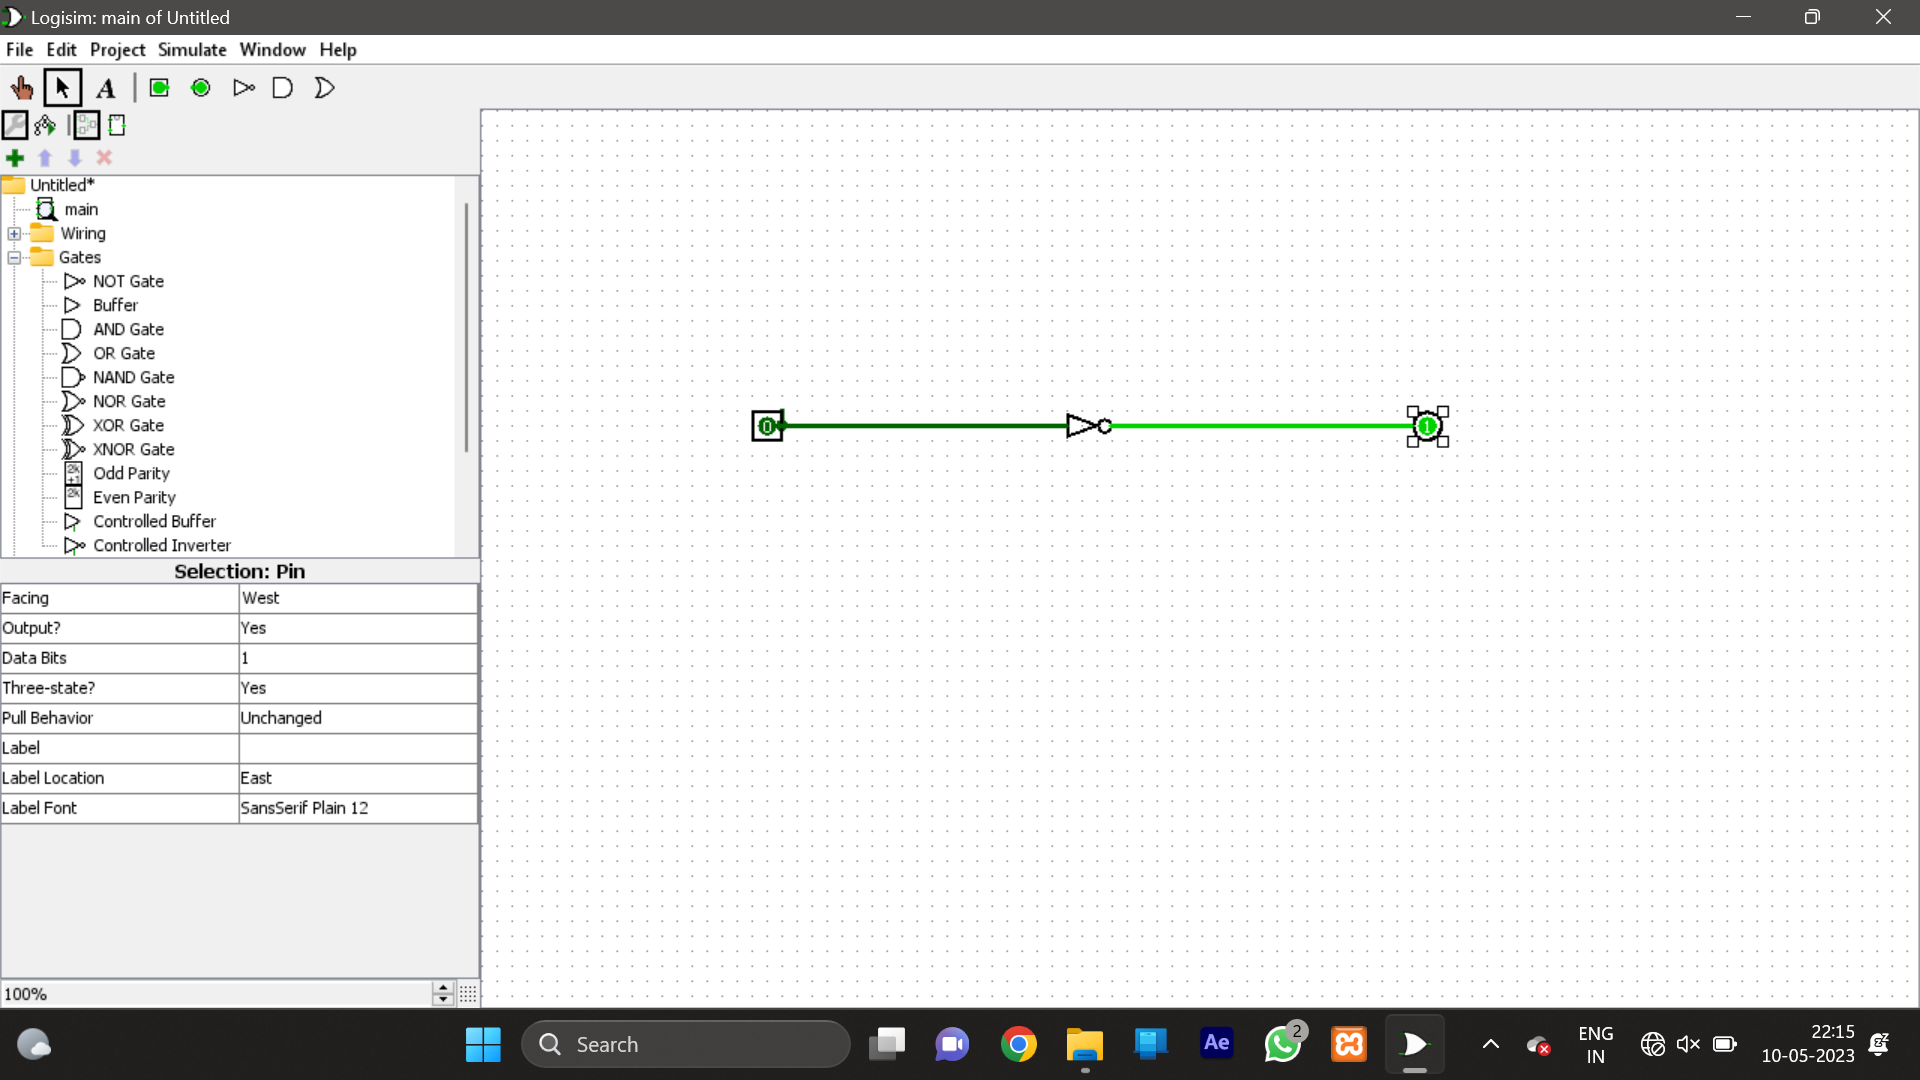 Logisim: main of Untitled
File Edit Project Simulate Window Help
A
Untitled*
main
Wiring
Gates
NOT Gate
Buffer
AND Gate
OR Gate
NAND Gate
NOR Gate
XOR Gate
XNOR Gate
2k
+1
Odd Parity
2k
Even Parity
Controlled Buffer
Controlled Inverter
0
1
Selection: Pin
Facing West
Output? Yes
Data Bits 1
Three-state? Yes
Pull Behavior Unchanged
Label
Label Location East
Label Font SansSerif Plain 12
100%
Search
Ae
2
ENG
IN
22:15
10-05-2023